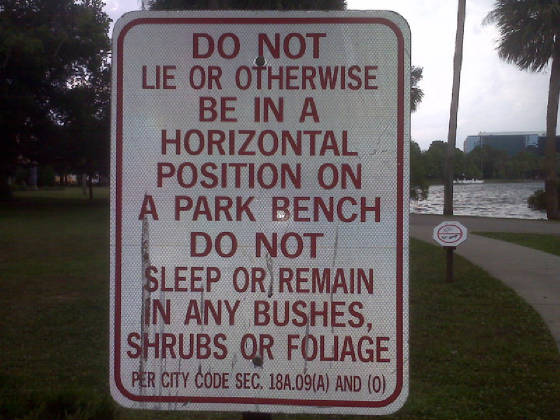 DO NOT
LIE OR OTHERWISE
BE IN A
HORIZONTAL
POSITION ON
A PARK BENCH
DO NOT
SLEEP OR REMAIN
IN ANY BUSHES,
SHRUBS OR FOLIAGE
PER CITY CODE SEC. 18A.09(A) AND (O)